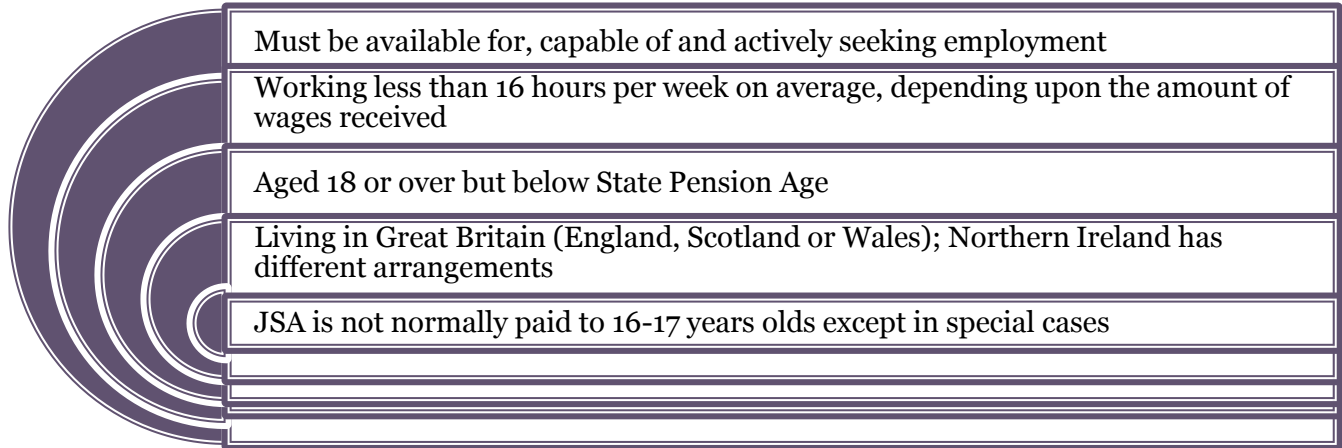 Must be available for, capable of and actively seeking employment
Working less than 16 hours per week on average, depending upon the amount of
wages received
Aged 18 or over but below State Pension Age
Living in Great Britain (England, Scotland or Wales); Northern Ireland has
different arrangements
JSA is not normally paid to 16-17 years olds except in special cases